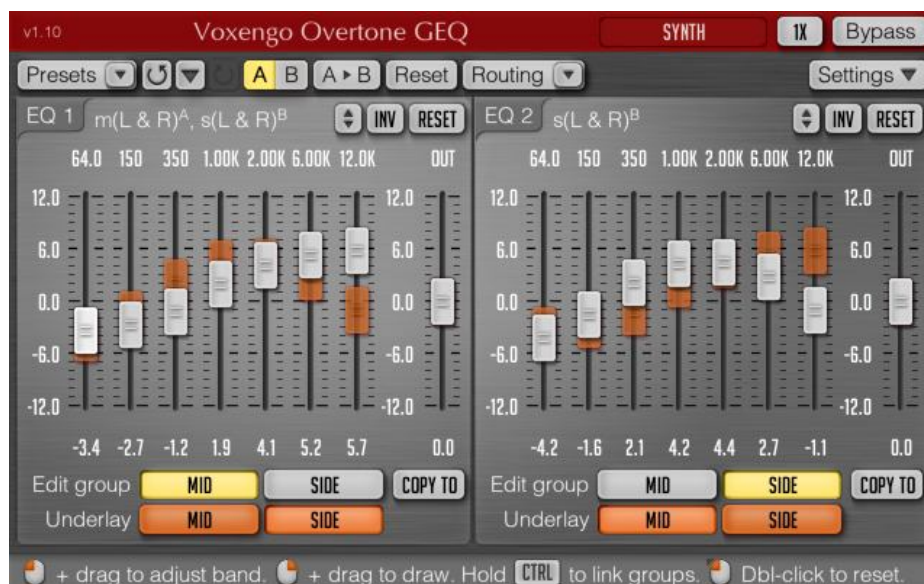 v1.10 Voxengo Overtone GEQ SYNTH 1X Bypass
Presets A B A ▸ B Reset Routing Settings
EQ 1 m(L & R)ᴬ, s(L & R)ᴮ INV RESET
64.0 150 350 1.00K 2.00K 6.00K 12.0K OUT
12.0 12.0
6.0 6.0
0.0 0.0
-6.0 -6.0
-12.0 -12.0
-3.4 -2.7 -1.2 1.9 4.1 5.2 5.7 0.0
Edit group MID SIDE COPY TO
Underlay MID SIDE
EQ 2 s(L & R)ᴮ INV RESET
64.0 150 350 1.00K 2.00K 6.00K 12.0K OUT
12.0 12.0
6.0 6.0
0.0 0.0
-6.0 -6.0
-12.0 -12.0
-4.2 -1.6 2.1 4.2 4.4 2.7 -1.1 0.0
Edit group MID SIDE COPY TO
Underlay MID SIDE
+ drag to adjust band. + drag to draw. Hold CTRL to link groups. Dbl-click to reset.